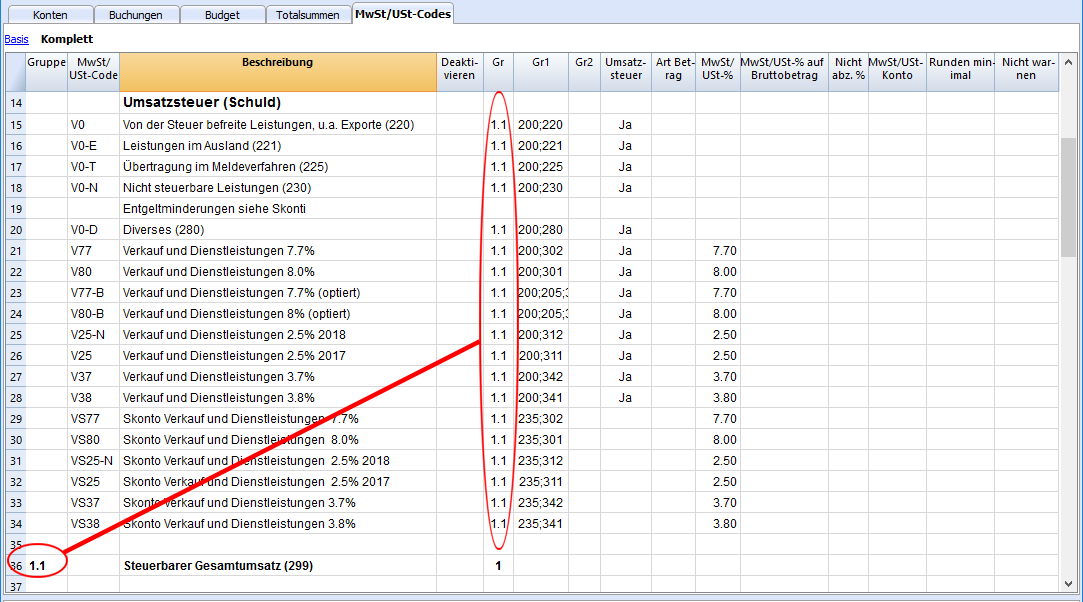 Konten Buchungen Budget Totalsummen MwSt/USt-Codes
Basis Komplett
Gruppe MwSt/ Beschreibung Deakti- Gr Gr1 Gr2 Umsatz- Art Bet- MwSt/ MwSt/USt-% auf Nicht MwSt/USt- Runden min- Nicht war-
USt-Code vieren steuer rag USt-% Bruttobetrag abz. % Konto imal nen
14 Umsatzsteuer (Schuld)
15 V0 Von der Steuer befreite Leistungen, u.a. Exporte (220) 1.1 200;220 Ja
16 V0-E Leistungen im Ausland (221) 1.1 200;221 Ja
17 V0-T Übertragung im Meldeverfahren (225) 1.1 200;225 Ja
18 V0-N Nicht steuerbare Leistungen (230) 1.1 200;230 Ja
19 Entgeltminderungen siehe Skonti
20 V0-D Diverses (280) 1.1 200;280 Ja
21 V77 Verkauf und Dienstleistungen 7.7% 1.1 200;302 Ja 7.70
22 V80 Verkauf und Dienstleistungen 8.0% 1.1 200;301 Ja 8.00
23 V77-B Verkauf und Dienstleistungen 7.7% (optiert) 1.1 200;205; Ja 7.70
24 V80-B Verkauf und Dienstleistungen 8% (optiert) 1.1 200;205; Ja 8.00
25 V25-N Verkauf und Dienstleistungen 2.5% 2018 1.1 200;312 Ja 2.50
26 V25 Verkauf und Dienstleistungen 2.5% 2017 1.1 200;311 Ja 2.50
27 V37 Verkauf und Dienstleistungen 3.7% 1.1 200;342 Ja 3.70
28 V38 Verkauf und Dienstleistungen 3.8% 1.1 200;341 Ja 3.80
29 VS77 Skonto Verkauf und Dienstleistungen 7.7% 1.1 235;302 7.70
30 VS80 Skonto Verkauf und Dienstleistungen 8.0% 1.1 235;301 8.00
31 VS25-N Skonto Verkauf und Dienstleistungen 2.5% 2018 1.1 235;312 2.50
32 VS25 Skonto Verkauf und Dienstleistungen 2.5% 2017 1.1 235;311 2.50
33 VS37 Skonto Verkauf und Dienstleistungen 3.7% 1.1 235;342 3.70
34 VS38 Skonto Verkauf und Dienstleistungen 3.8% 1.1 235;341 3.80
35
36 1.1 Steuerbarer Gesamtumsatz (299) 1
37